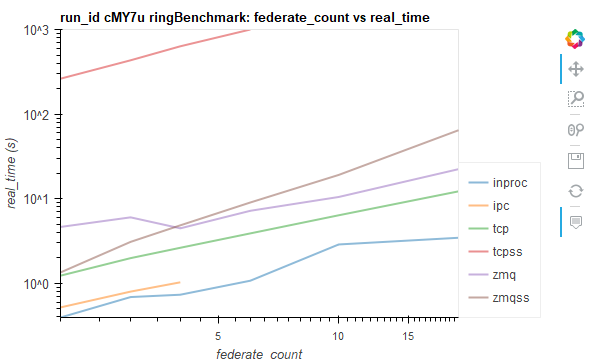 run_id cMY7u ringBenchmark: federate_count vs real_time
10^3
10^2
10^1
10^0
real_time (s)
5
10
15
federate_count
inproc
ipc
tcp
tcpss
zmq
zmqss